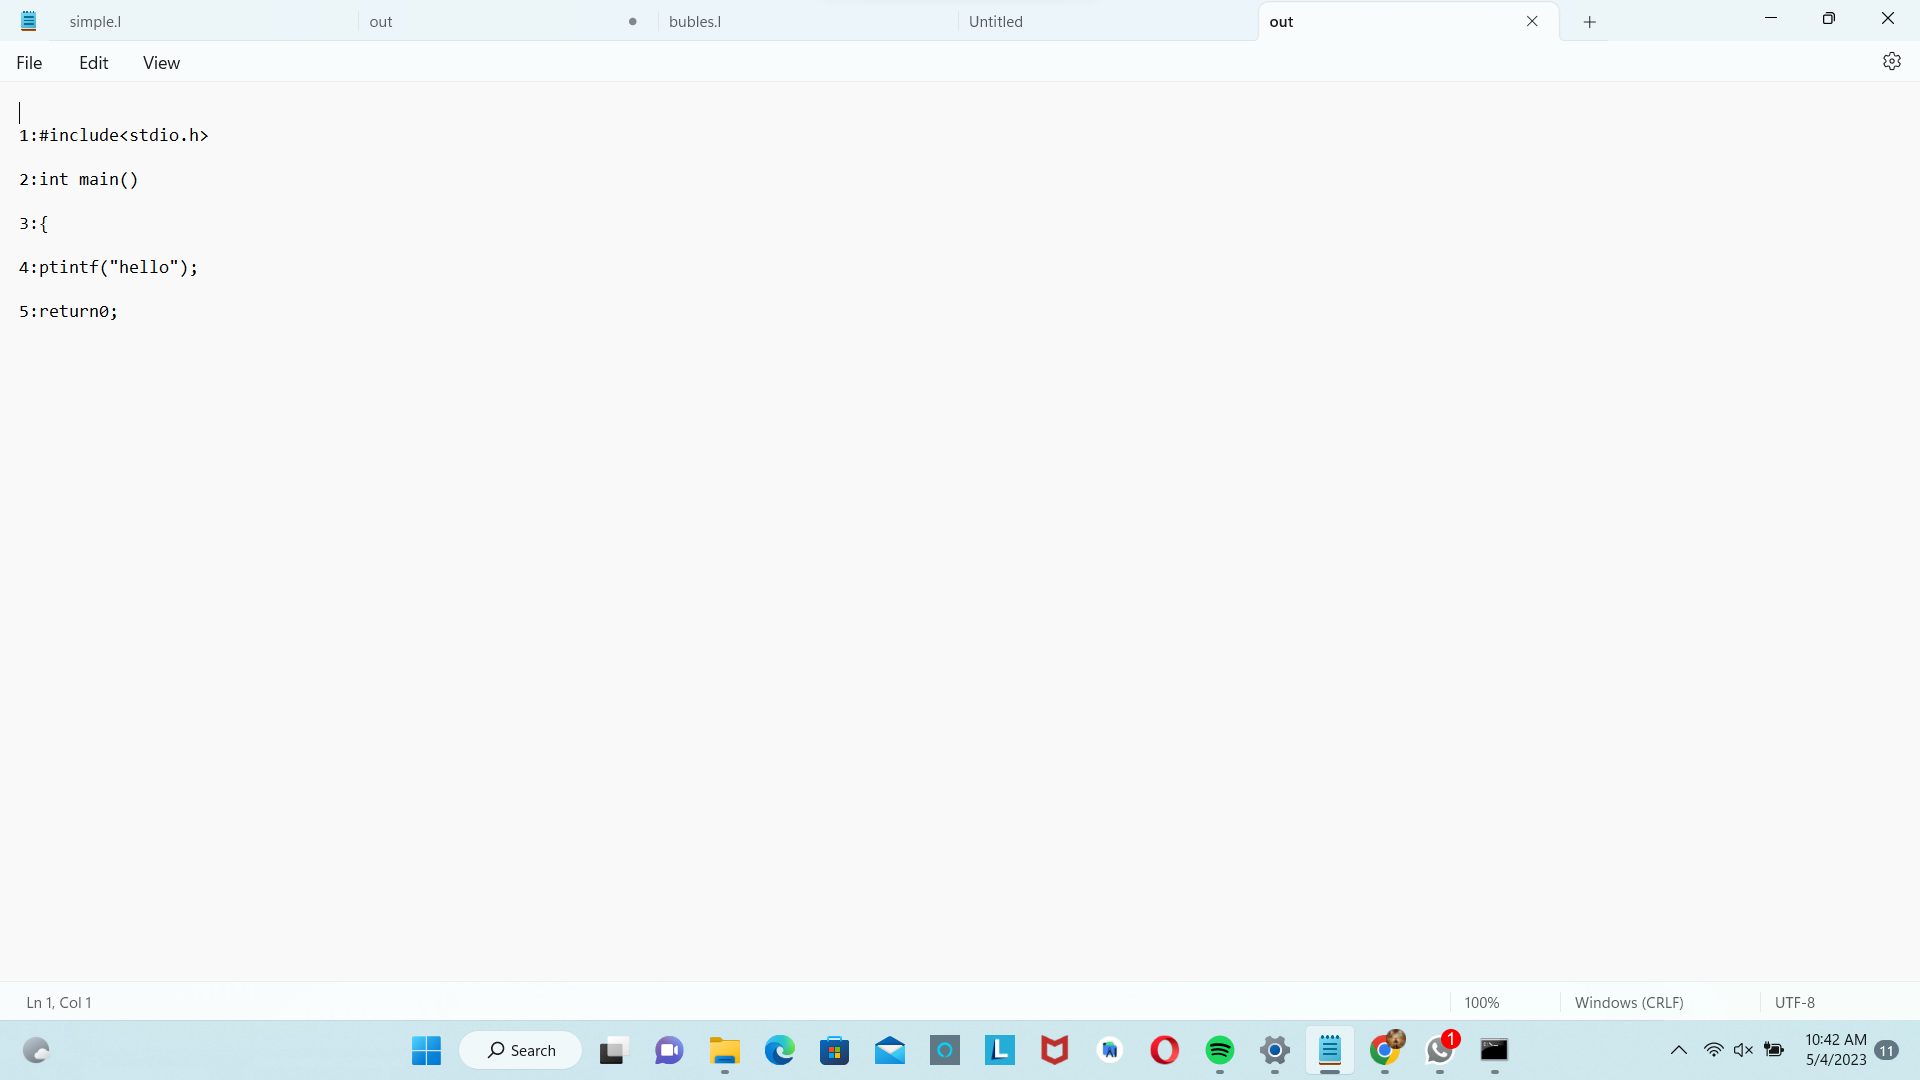 simple.l out bubles.l Untitled out
File Edit View
1:#include<stdio.h>
2:int main()
3:{
4:ptintf("hello");
5:return0;
Ln 1, Col 1 100% Windows (CRLF) UTF-8
Search L AI 1 10:42 AM 11
5/4/2023